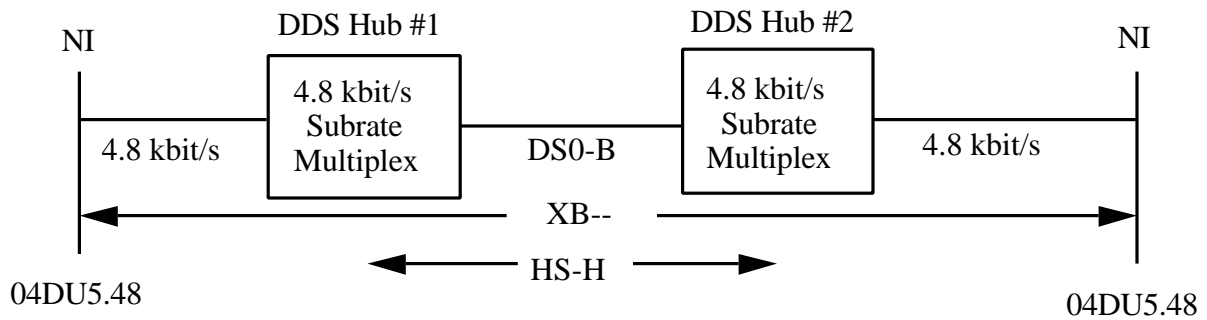 DDS Hub #1
DDS Hub #2
NI
NI
4.8 kbit/s
Subrate
Multiplex
4.8 kbit/s
Subrate
Multiplex
4.8 kbit/s
DS0-B
4.8 kbit/s
XB--
HS-H
04DU5.48
04DU5.48